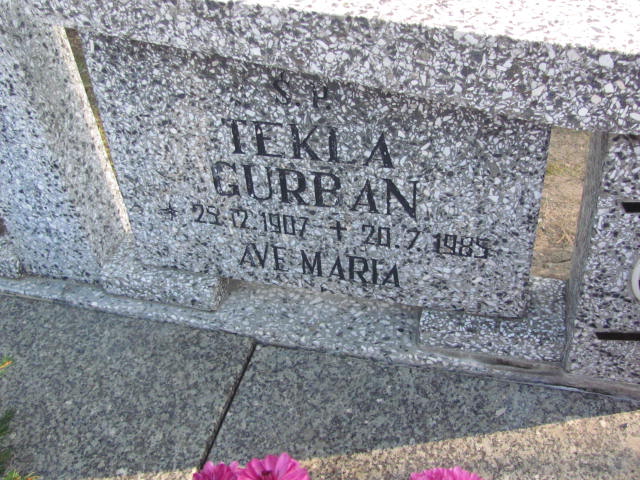 Ś. P.
TEKLA
GURBAN
* 25.12.1907 + 20.7.1985
AVE MARIA